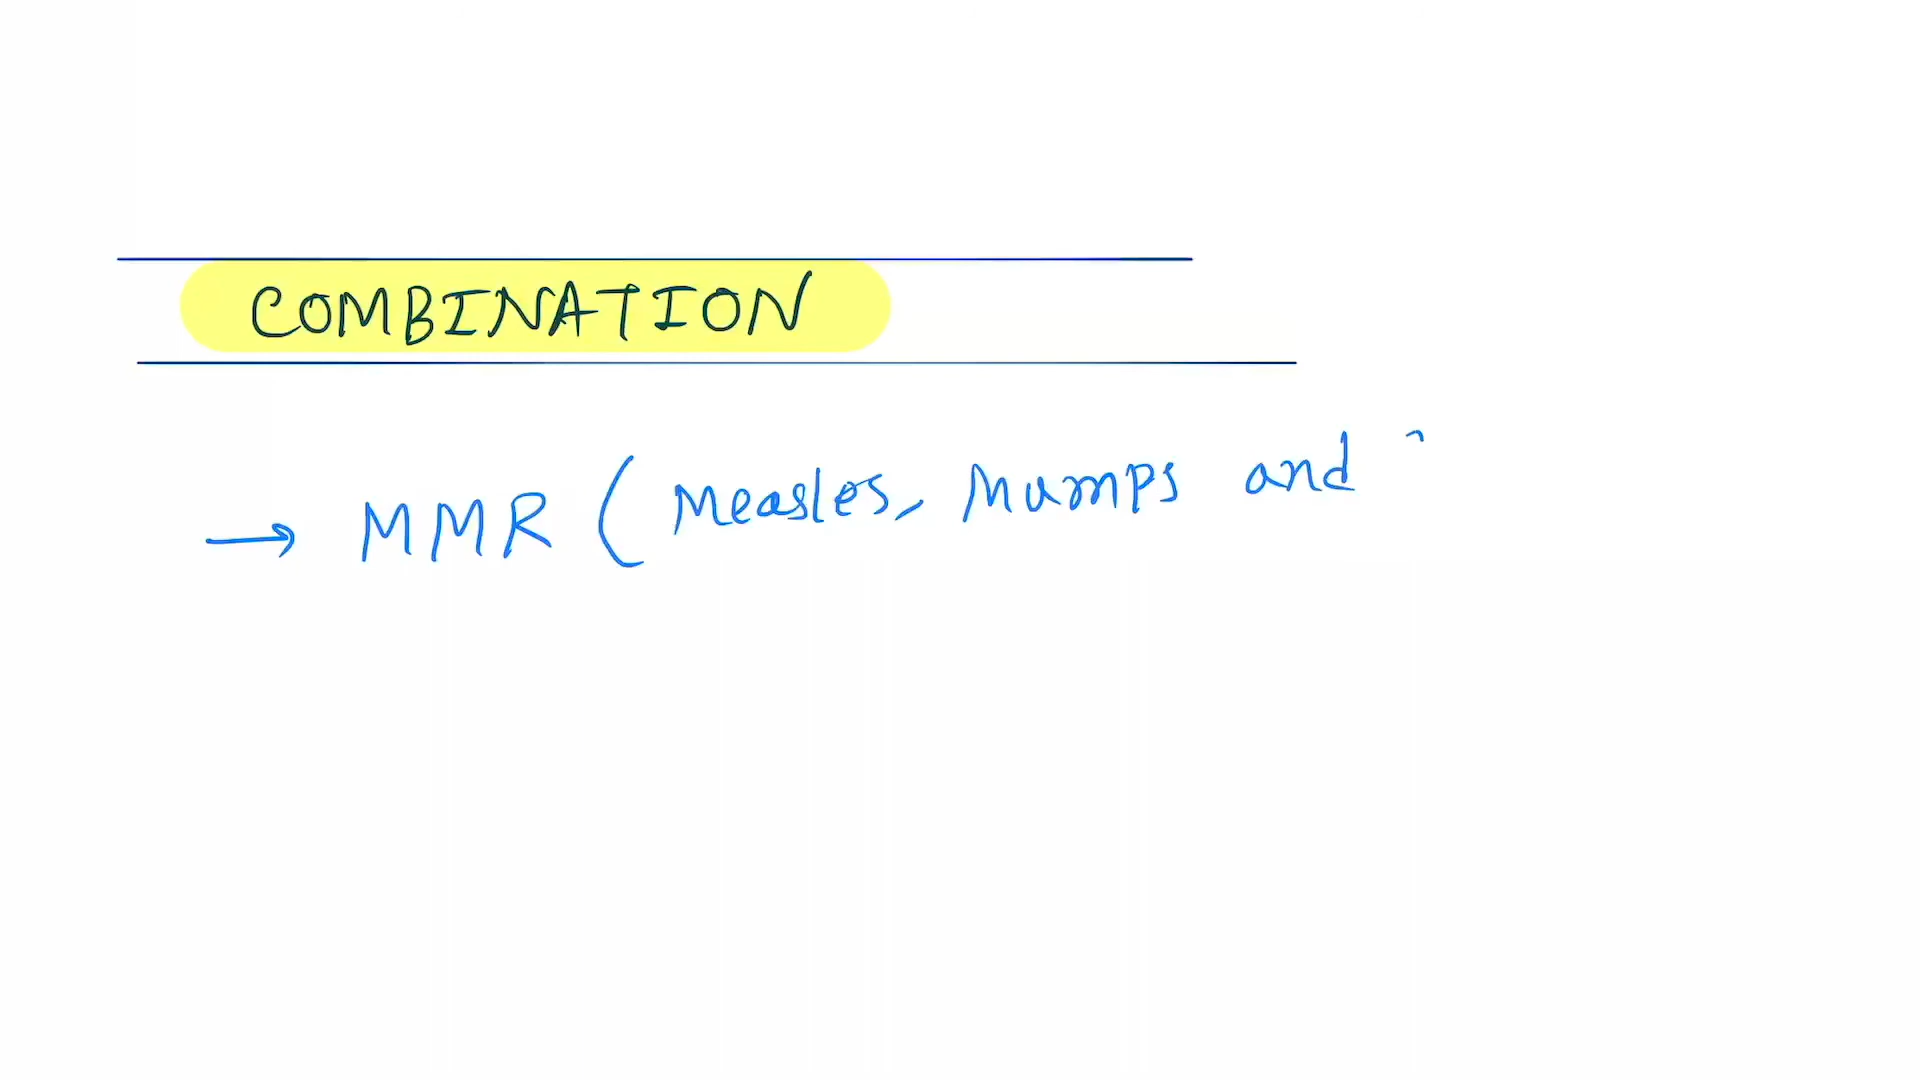 COMBINATION
→ MMR ( Measles, Mumps and